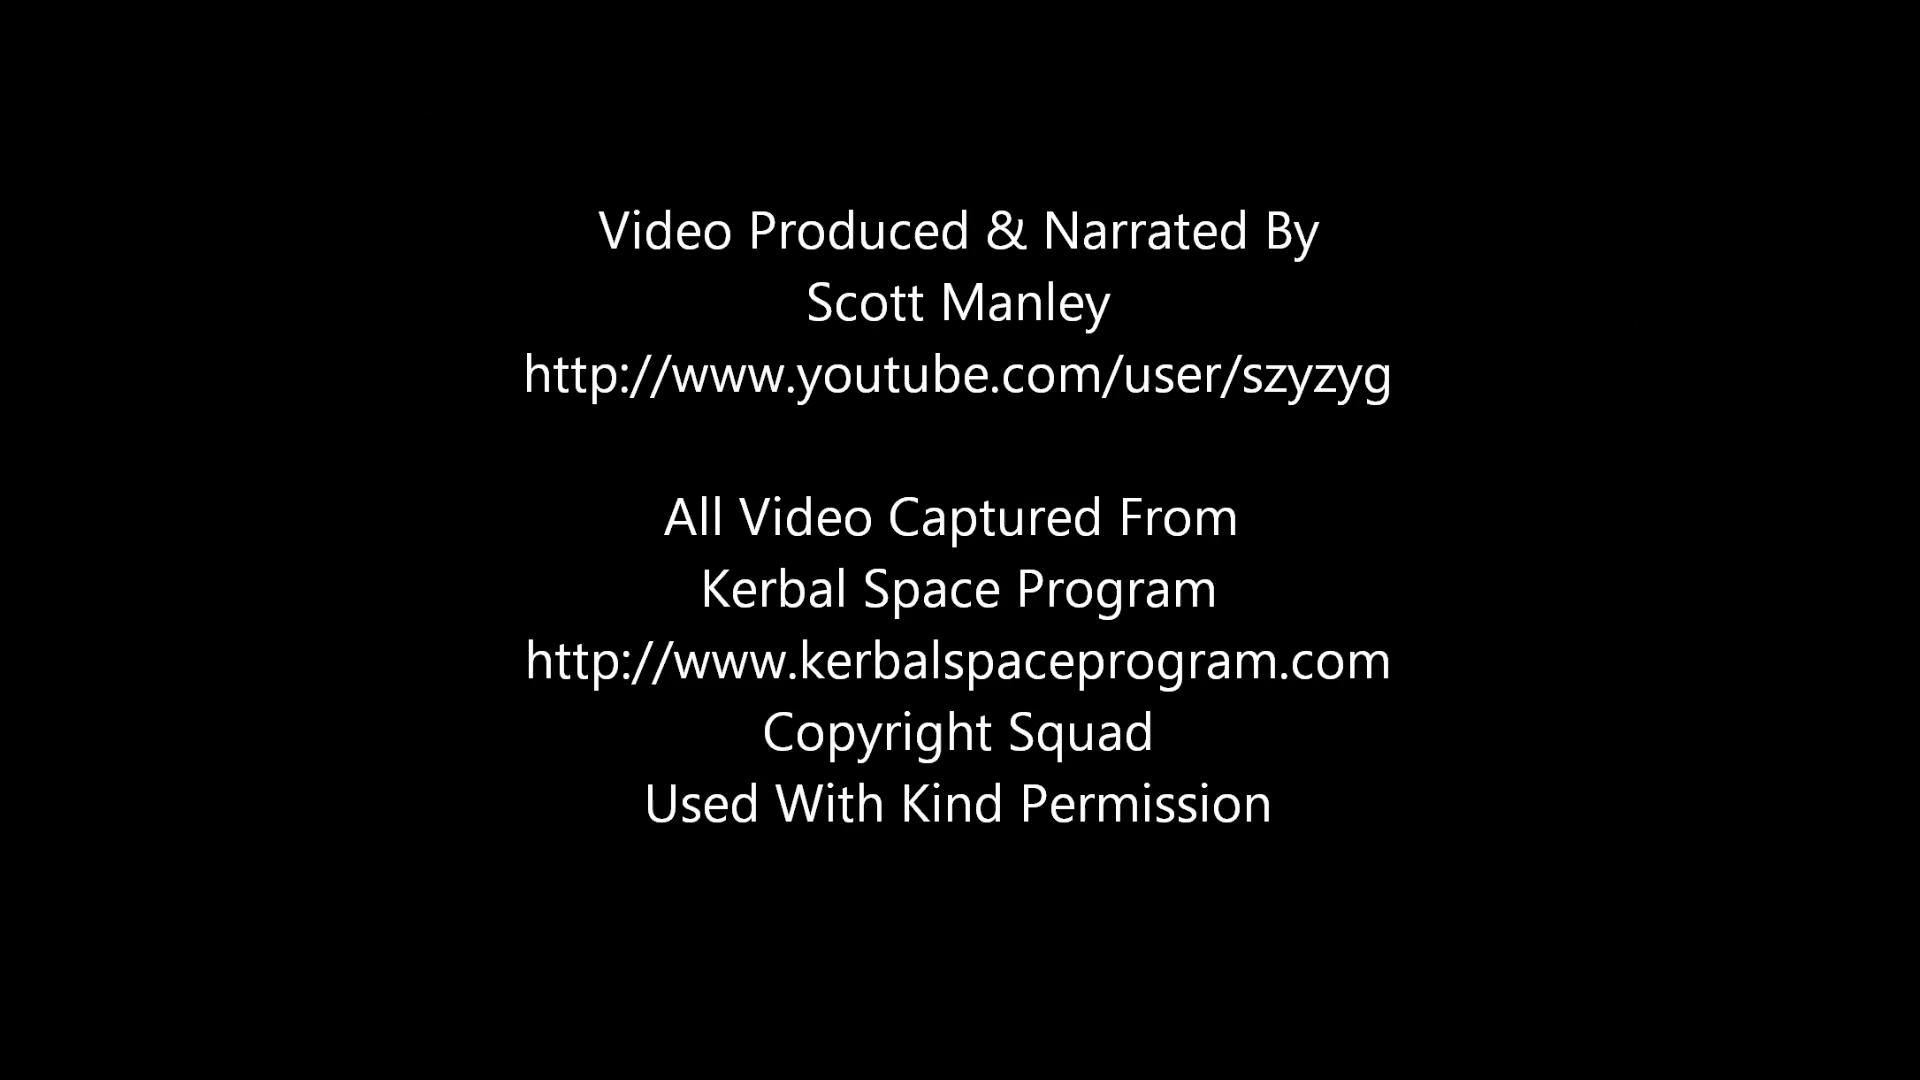 Video Produced & Narrated By
Scott Manley
http://www.youtube.com/user/szyzyg
All Video Captured From
Kerbal Space Program
http://www.kerbalspaceprogram.com
Copyright Squad
Used With Kind Permission